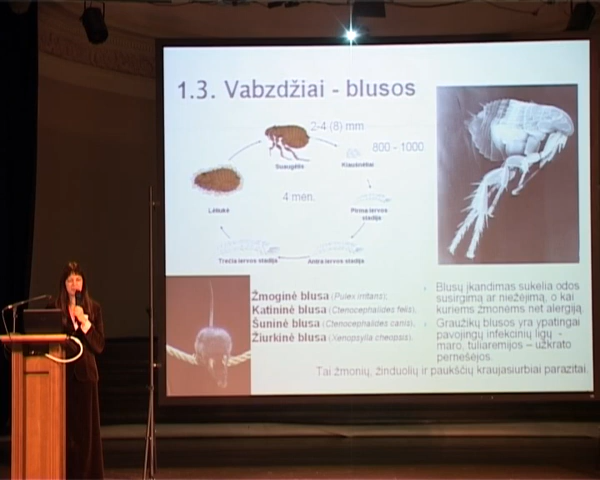 1.3. Vabzdžiai - blusos
2-4 (8) mm
800 - 1000
Suaugėlis
Kiaušinėliai
4 mėn.
Lėliukė
Pirma lervos
stadija
Trečia lervos stadija
Antra lervos stadija
Žmoginė blusa (Pulex irritans),
Katininė blusa (Ctenocephalides felis),
Šuninė blusa (Ctenocephalides canis),
Žiurkinė blusa (Xenopsylla cheopsis).
Blusų įkandimas sukelia odos
susirgimą ar niežėjimą, o kai
kuriems žmonėms net alergiją.
Graužikų blusos yra ypatingai
pavojingų infekcinių ligų -
maro, tuliaremijos – užkrato
pernešėjos.
Tai žmonių, žinduolių ir paukščių kraujasiurbiai parazitai.